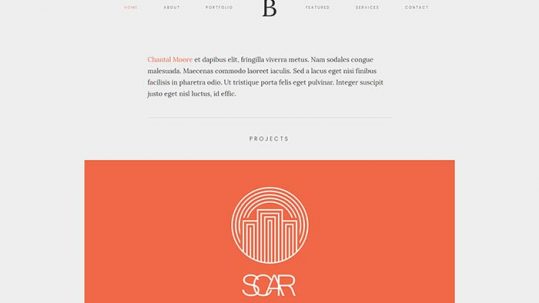 HOME ABOUT PORTFOLIO B FEATURED SERVICES CONTACT
Chantal Moore et dapibus elit, fringilla viverra metus. Nam sodales congue
malesuada. Maecenas commodo laoreet iaculis. Sed a lacus eget nisi finibus
facilisis in pharetra odio. Ut tristique porta felis eget pulvinar. Integer suscipit
justo eget nisl luctus, id effic.
PROJECTS
SCAR